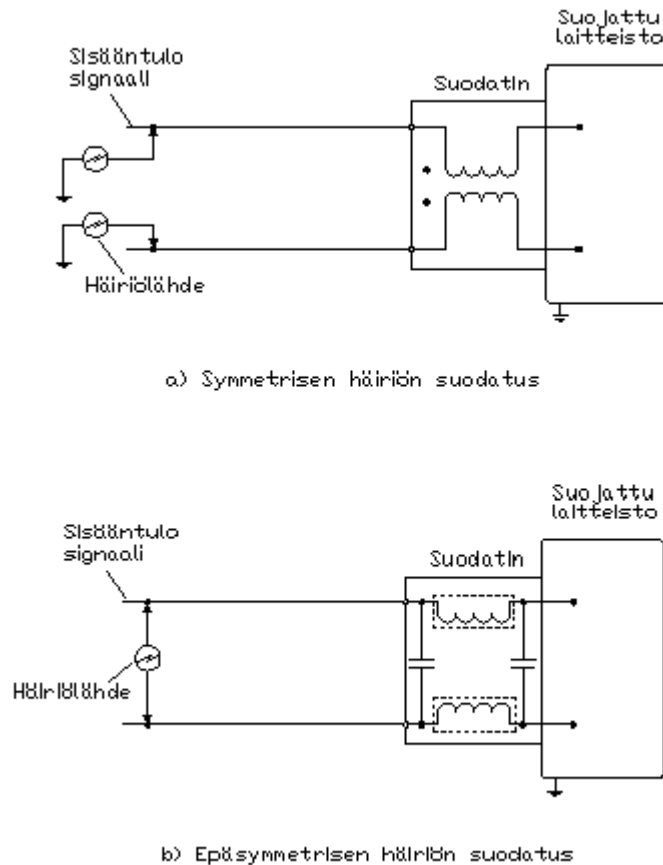 Suojattu
laitteisto
Sisääntulo
signaali
Suodatin
Häiriölähde
a) Symmetrisen häiriön suodatus
Suojattu
laitteisto
Sisääntulo
signaali
Suodatin
Häiriölähde
b) Epäsymmetrisen häiriön suodatus